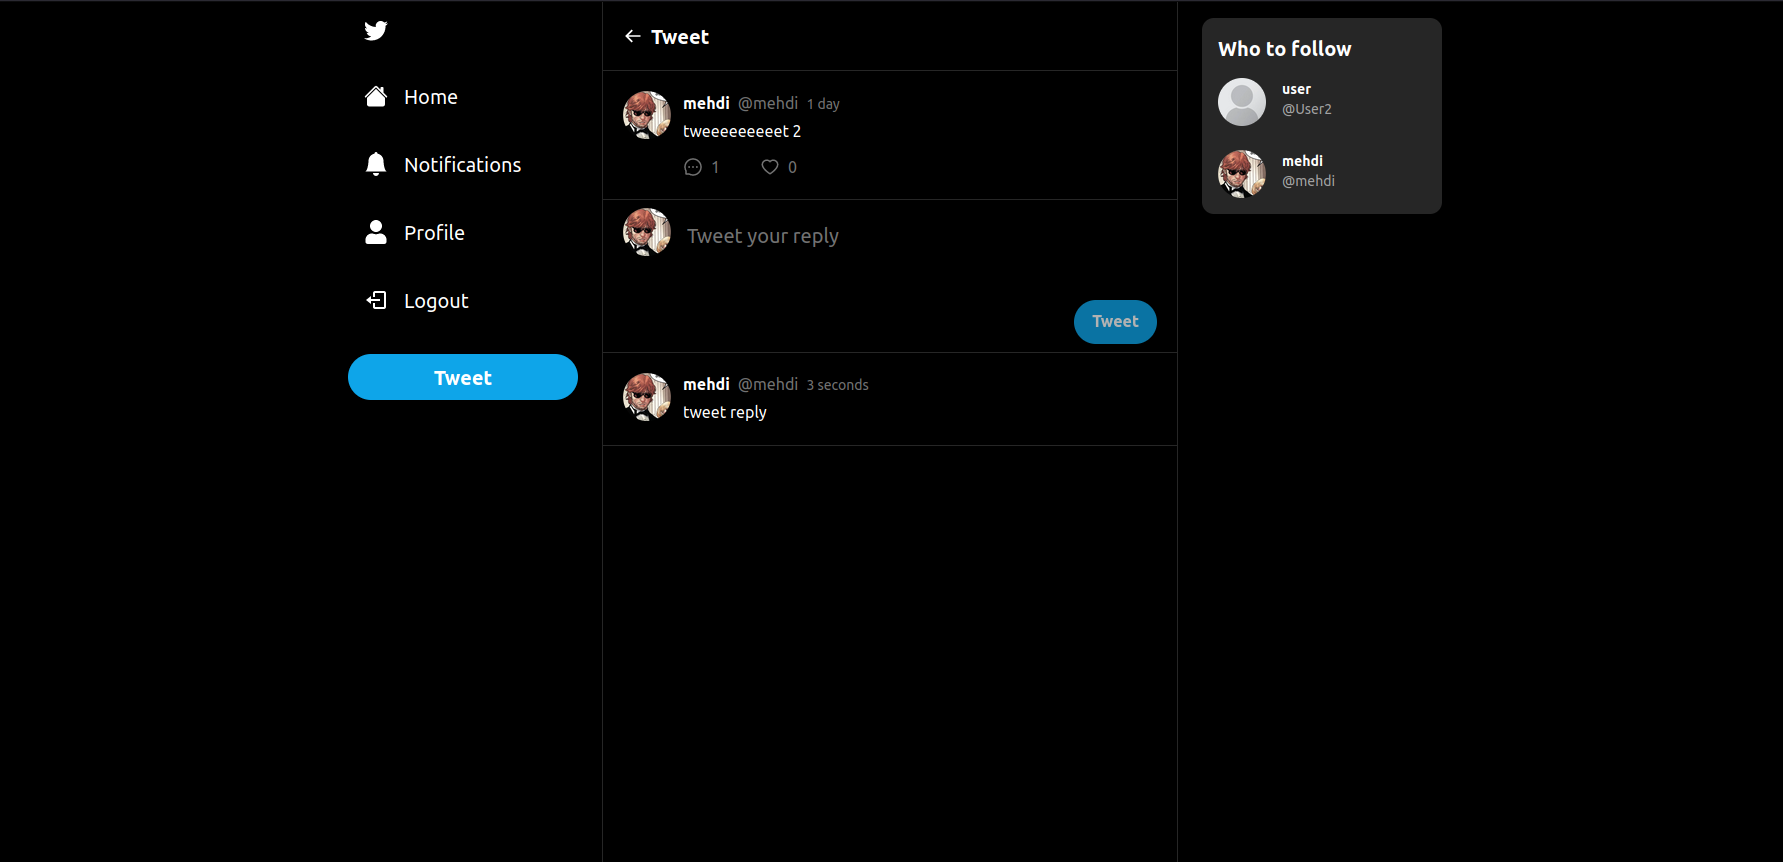 Home
Notifications
Profile
Logout
Tweet
Tweet
mehdi @mehdi 1 day
tweeeeeeeeet 2
1 0
Tweet your reply
Tweet
mehdi @mehdi 3 seconds
tweet reply
Who to follow
user
@User2
mehdi
@mehdi